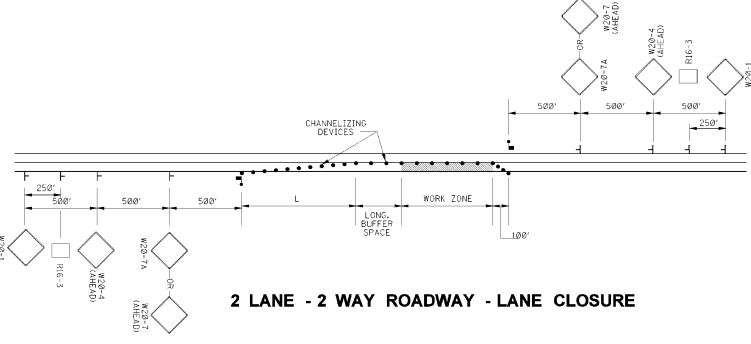 W20-7
(AHEAD)
OR
W20-7A
W20-4
(AHEAD)
R16-3
W20-1
500'
500'
500'
250'
CHANNELIZING
DEVICES
250'
500'
500'
500'
L
LONG.
BUFFER
SPACE
WORK ZONE
100'
W20-1
R16-3
W20-4
(AHEAD)
W20-7A
OR
W20-7
(AHEAD)
2 LANE - 2 WAY ROADWAY - LANE CLOSURE